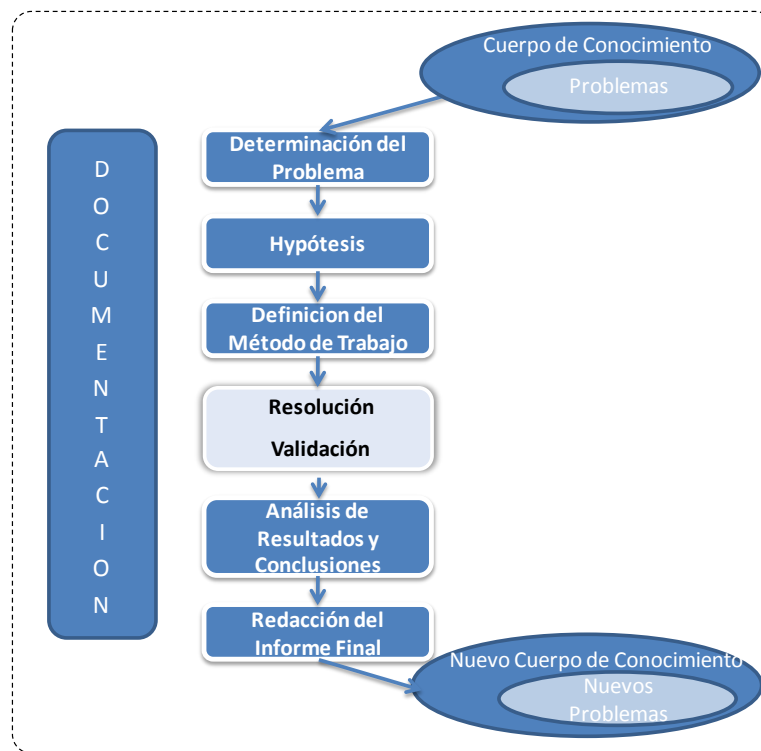 Cuerpo de Conocimiento
Problemas
Determinación del
Problema
Hypótesis
Definicion del
Método de Trabajo
Resolución
Validación
Análisis de
Resultados y
Conclusiones
Redacción del
Informe Final
Nuevo Cuerpo de Conocimiento
Nuevos
Problemas
D
O
C
U
M
E
N
T
A
C
I
O
N